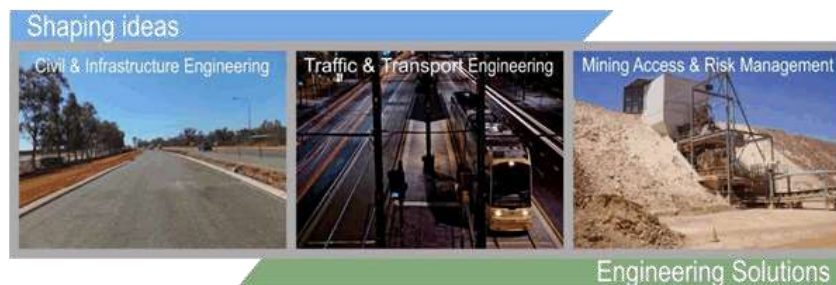 Shaping ideas
Civil & Infrastructure Engineering
Traffic & Transport Engineering
Mining Access & Risk Management
Engineering Solutions